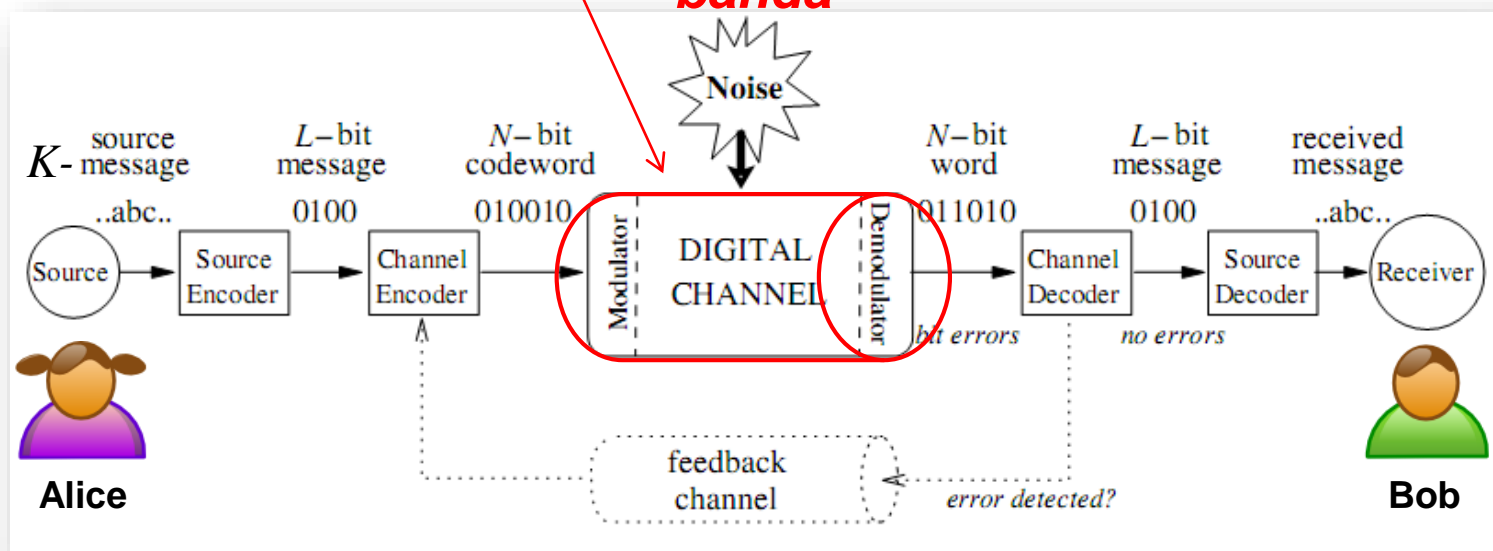 banda
Noise
K- source message
L-bit message
N-bit codeword
N-bit word
L-bit message
received message
..abc..
0100
010010
011010
0100
..abc..
Source
Source Encoder
Channel Encoder
Modulator
DIGITAL CHANNEL
Demodulator
Channel Decoder
Source Decoder
Receiver
bit errors
no errors
feedback channel
error detected?
Alice
Bob